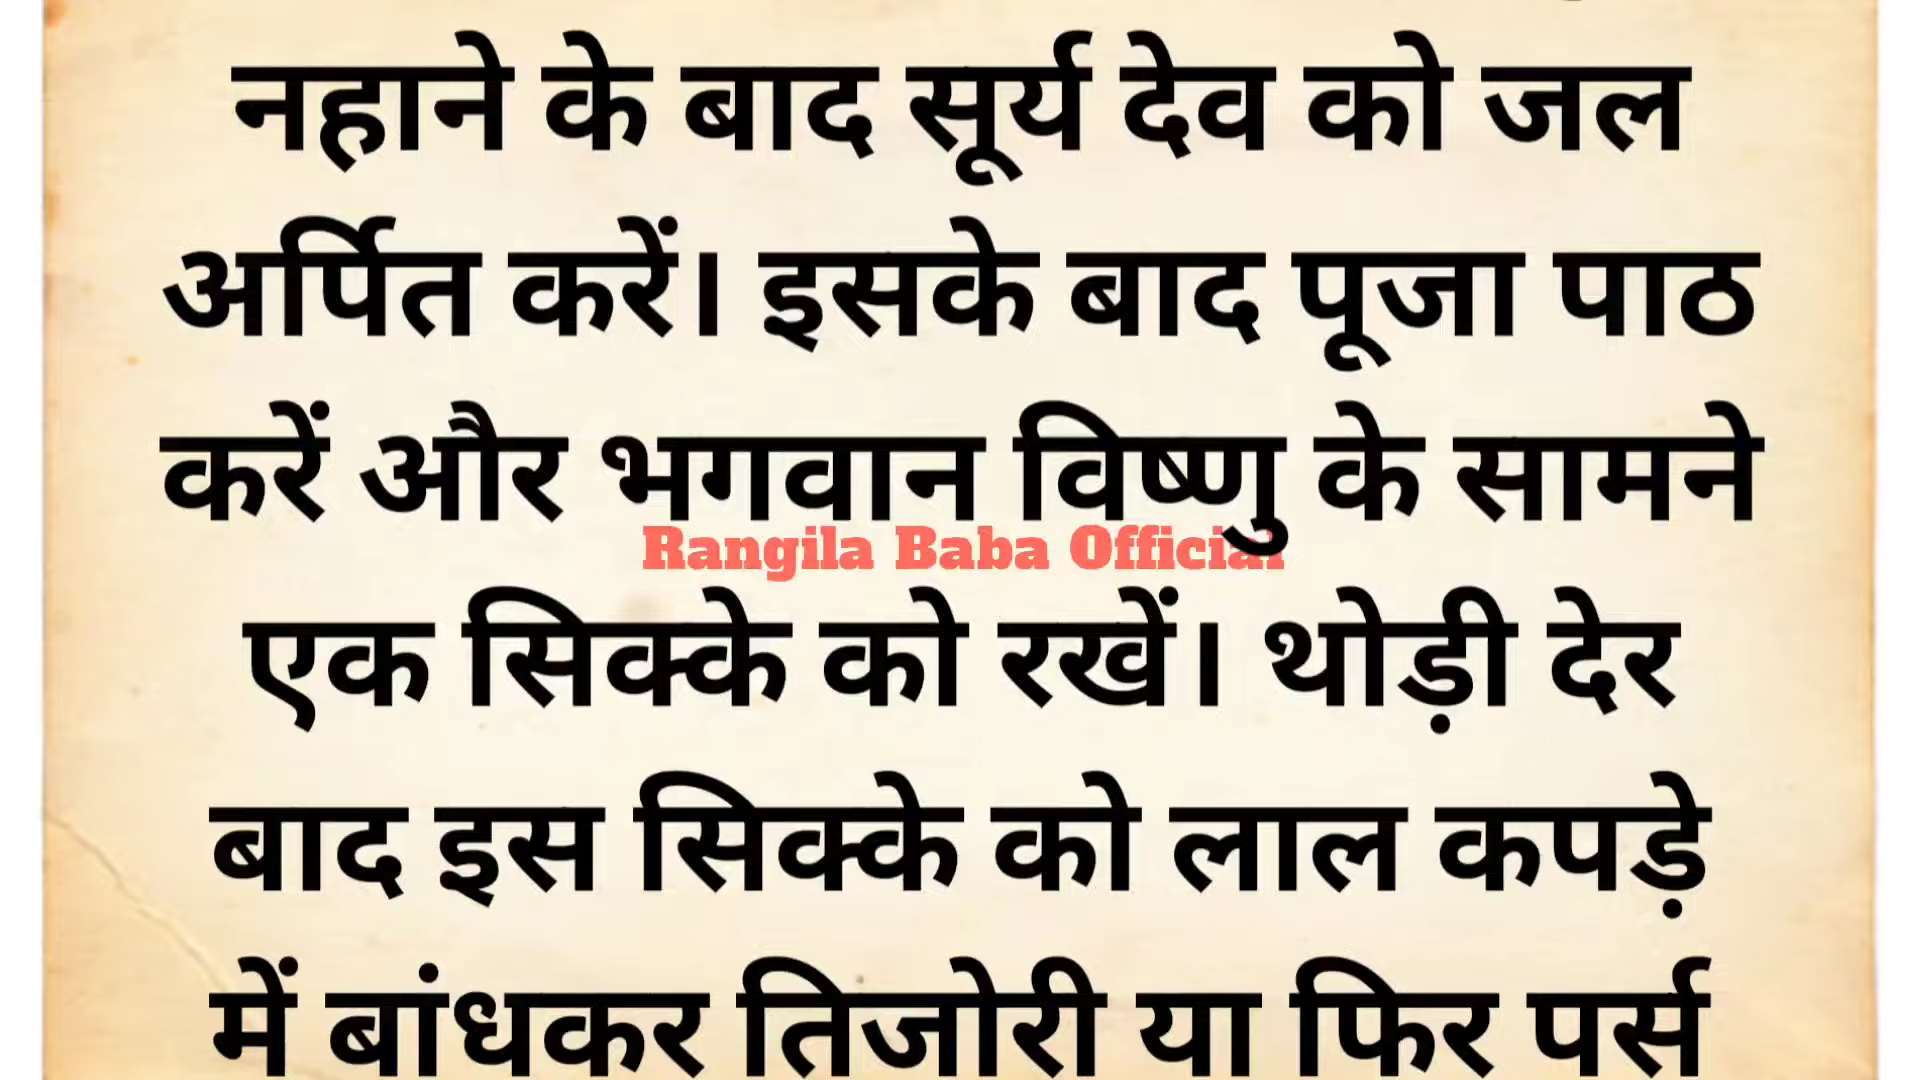 नहाने के बाद सूर्य देव को जल
अर्पित करें। इसके बाद पूजा पाठ
करें और भगवान विष्णु के सामने
Rangila Baba Official
एक सिक्के को रखें। थोड़ी देर
बाद इस सिक्के को लाल कपड़े
में बांधकर तिजोरी या फिर पर्स